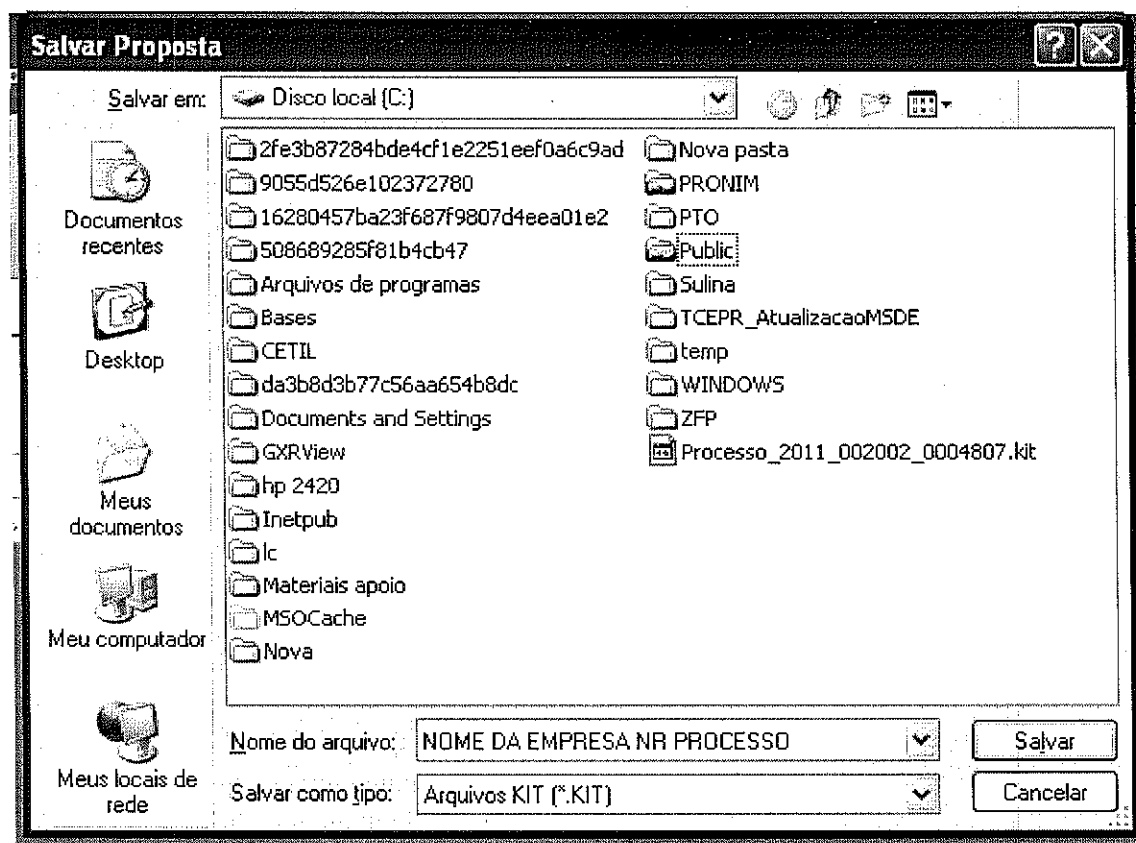 Salvar Proposta
Salvar em:
Disco local (C:)
Documentos
recentes
Desktop
Meus
documentos
Meu computador
Meus locais de
rede
2fe3b87284bde4cf1e2251eef0a6c9ad
9055d526e102372780
16280457ba23f687f9807d4eea01e2
508689285f81b4cb47
Arquivos de programas
Bases
CETIL
da3b8d3b77c56aa654b8dc
Documents and Settings
GXRView
hp 2420
Inetpub
lc
Materiais apoio
MSOCache
Nova
Nova pasta
PRONIM
PTO
Public
Sulina
TCEPR_AtualizacaoMSDE
temp
WINDOWS
ZFP
Processo_2011_002002_0004807.kit
Nome do arquivo:
NOME DA EMPRESA NR PROCESSO
Salvar
Salvar como tipo:
Arquivos KIT (*.KIT)
Cancelar